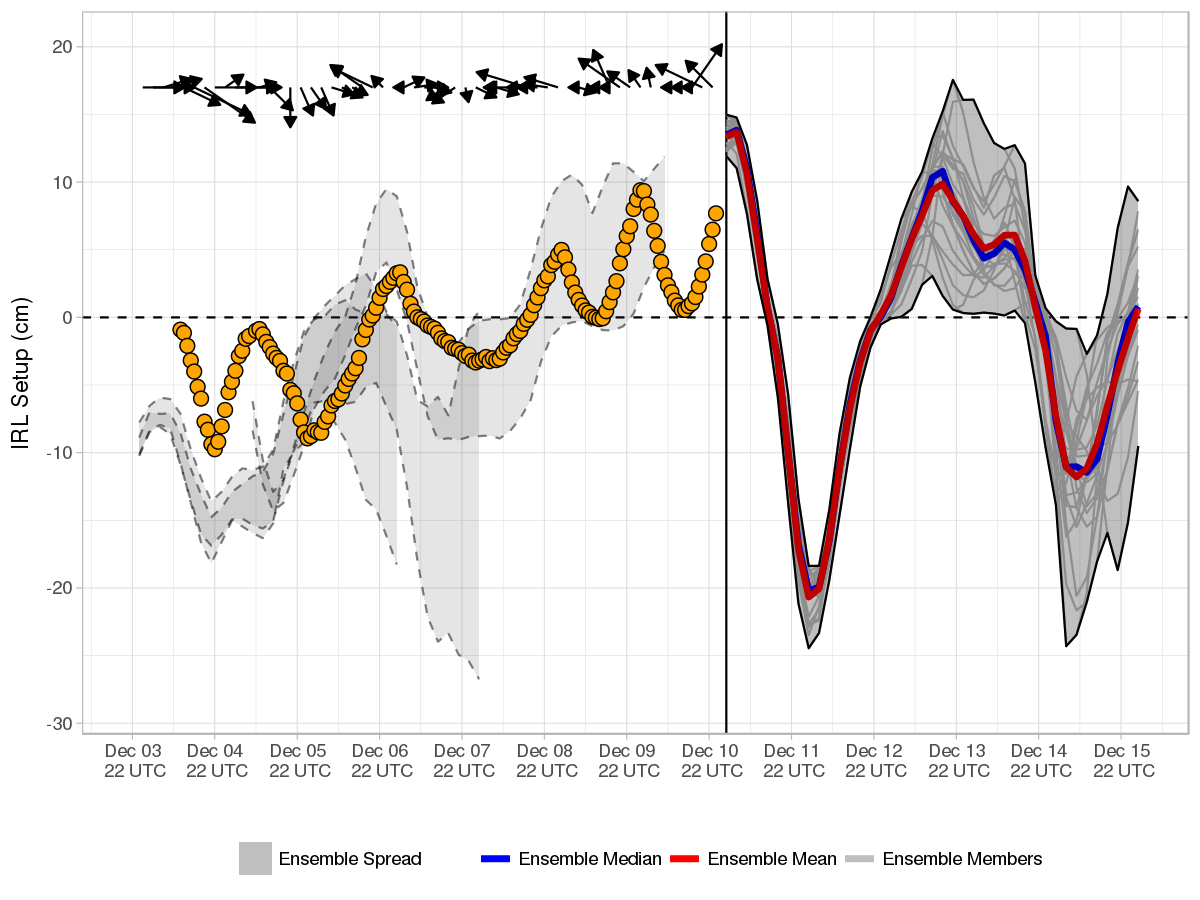 20
10
0
-10
-20
-30
IRL Setup (cm)
Dec 03 Dec 04 Dec 05 Dec 06 Dec 07 Dec 08 Dec 09 Dec 10 Dec 11 Dec 12 Dec 13 Dec 14 Dec 15
22 UTC 22 UTC 22 UTC 22 UTC 22 UTC 22 UTC 22 UTC 22 UTC 22 UTC 22 UTC 22 UTC 22 UTC 22 UTC
Ensemble Spread Ensemble Median Ensemble Mean Ensemble Members